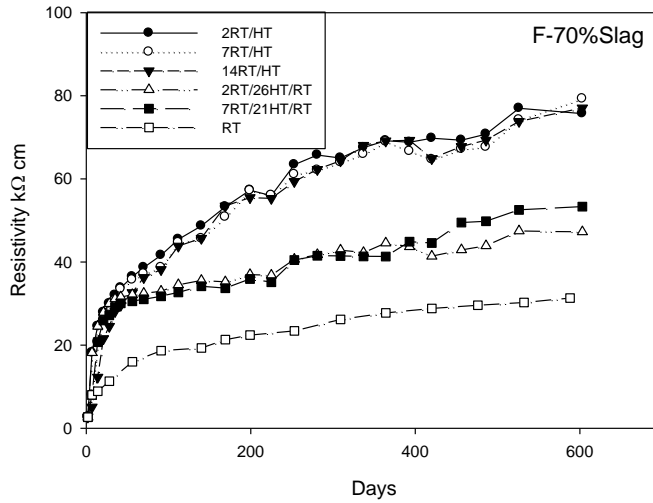 F-70%Slag
2RT/HT
7RT/HT
14RT/HT
2RT/26HT/RT
7RT/21HT/RT
RT
Resistivity kΩ cm
100
80
60
40
20
0
0
200
400
600
Days